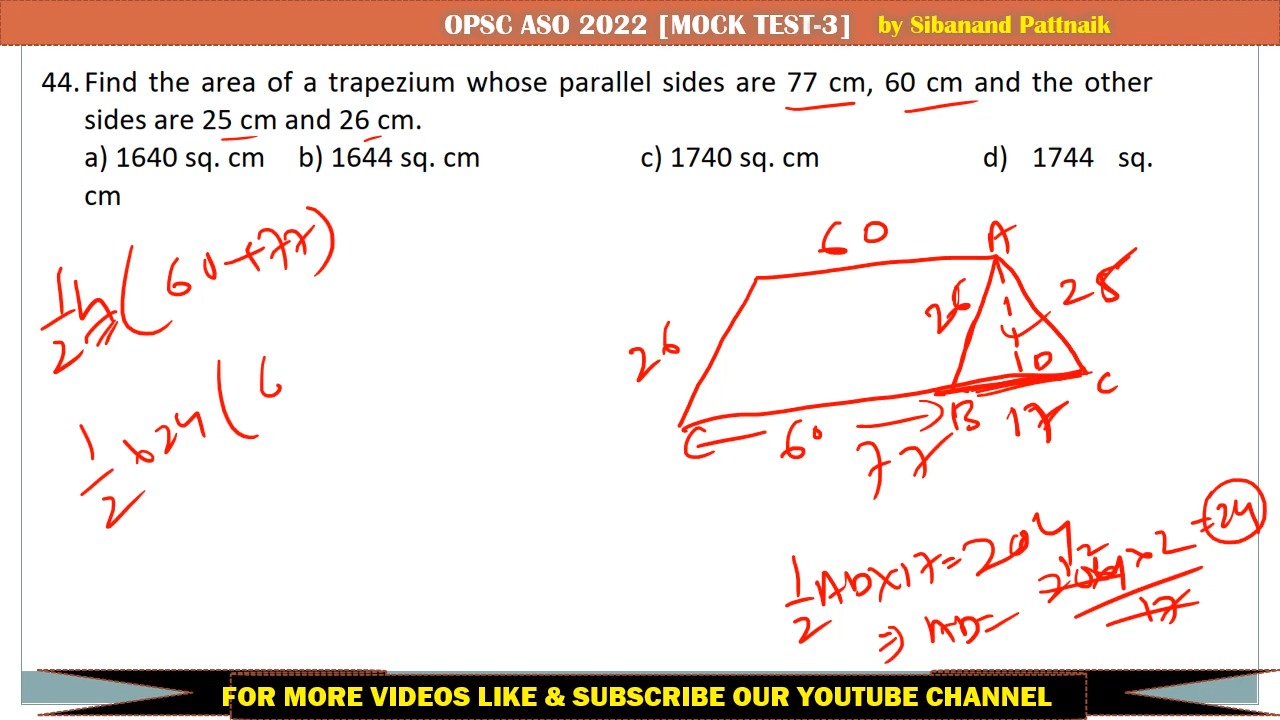 OPSC ASO 2022 [MOCK TEST-3] by Sibanand Pattnaik
44. Find the area of a trapezium whose parallel sides are 77 cm, 60 cm and the other
sides are 25 cm and 26 cm.
a) 1640 sq. cm b) 1644 sq. cm c) 1740 sq. cm d) 1744 sq.
cm
1/2 h (60+77)
1/2 × 24 (6
60
A
26
26
25
D
C
C
60
B
17
77
1/2 AD×17=204
⇒ AD= 204×2/17 =24
12
FOR MORE VIDEOS LIKE & SUBSCRIBE OUR YOUTUBE CHANNEL